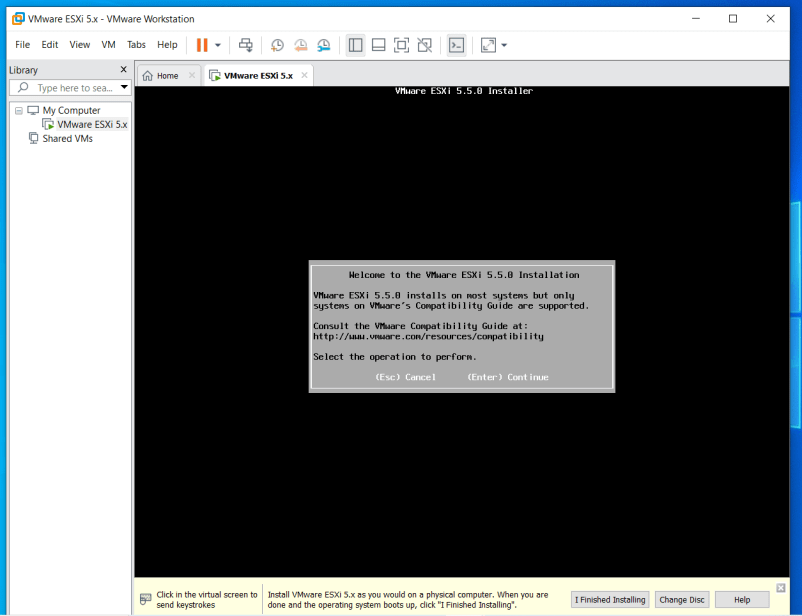 VMware ESXi 5.x - VMware Workstation
File Edit View VM Tabs Help
Library X
Type here to sea...
My Computer
VMware ESXi 5.x
Shared VMs
Home
VMware ESXi 5.x
VMware ESXi 5.5.0 Installer
Welcome to the VMware ESXi 5.5.0 Installation
VMware ESXi 5.5.0 installs on most systems but only
systems on VMware's Compatibility Guide are supported.
Consult the VMware Compatibility Guide at:
http://www.vmware.com/resources/compatibility
Select the operation to perform.
(Esc) Cancel (Enter) Continue
Click in the virtual screen to
send keystrokes
Install VMware ESXi 5.x as you would on a physical computer. When you are
done and the operating system boots up, click "I Finished Installing".
I Finished Installing Change Disc Help